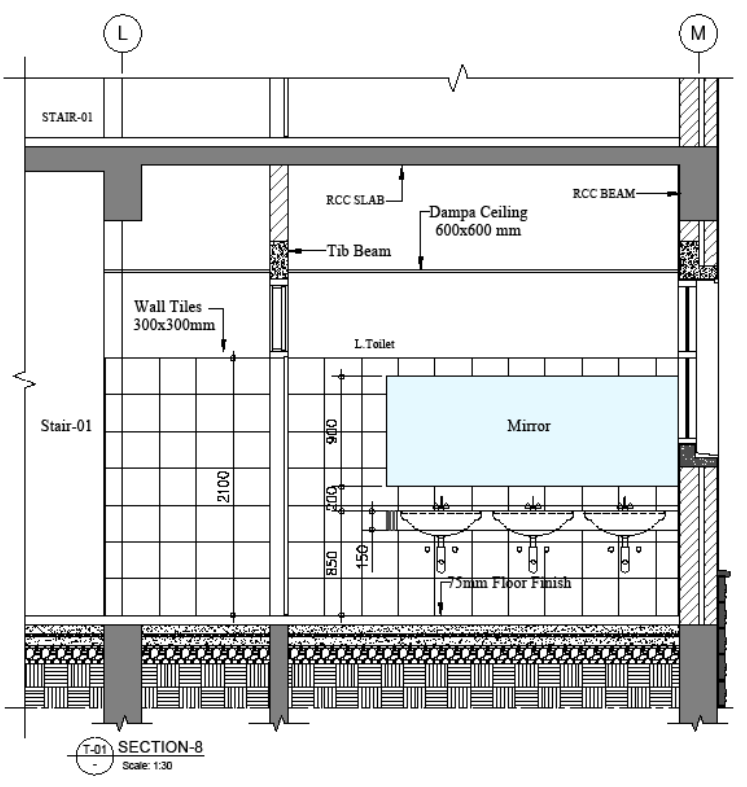 L
M
STAIR-01
RCC SLAB
RCC BEAM
Dampa Ceiling
600x600 mm
Tib Beam
Wall Tiles
300x300mm
L.Toilet
Stair-01
Mirror
900
2100
200
850
150
75mm Floor Finish
T-01
-
SECTION-8
Scale: 1:30